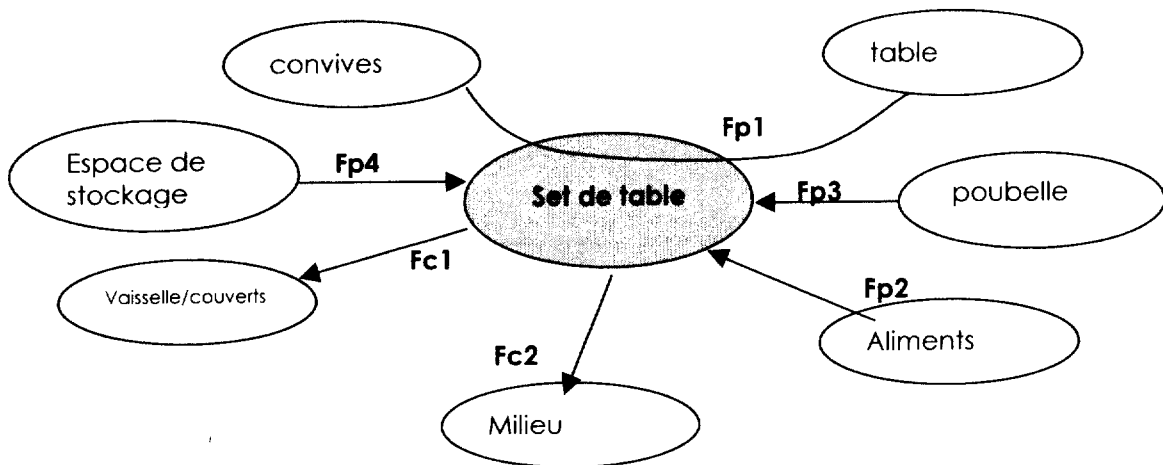 convives
table
Fp1
Espace de
stockage
Fp4
Set de table
Fp3
poubelle
Fc1
Vaisselle/couverts
Fp2
Aliments
Fc2
Milieu